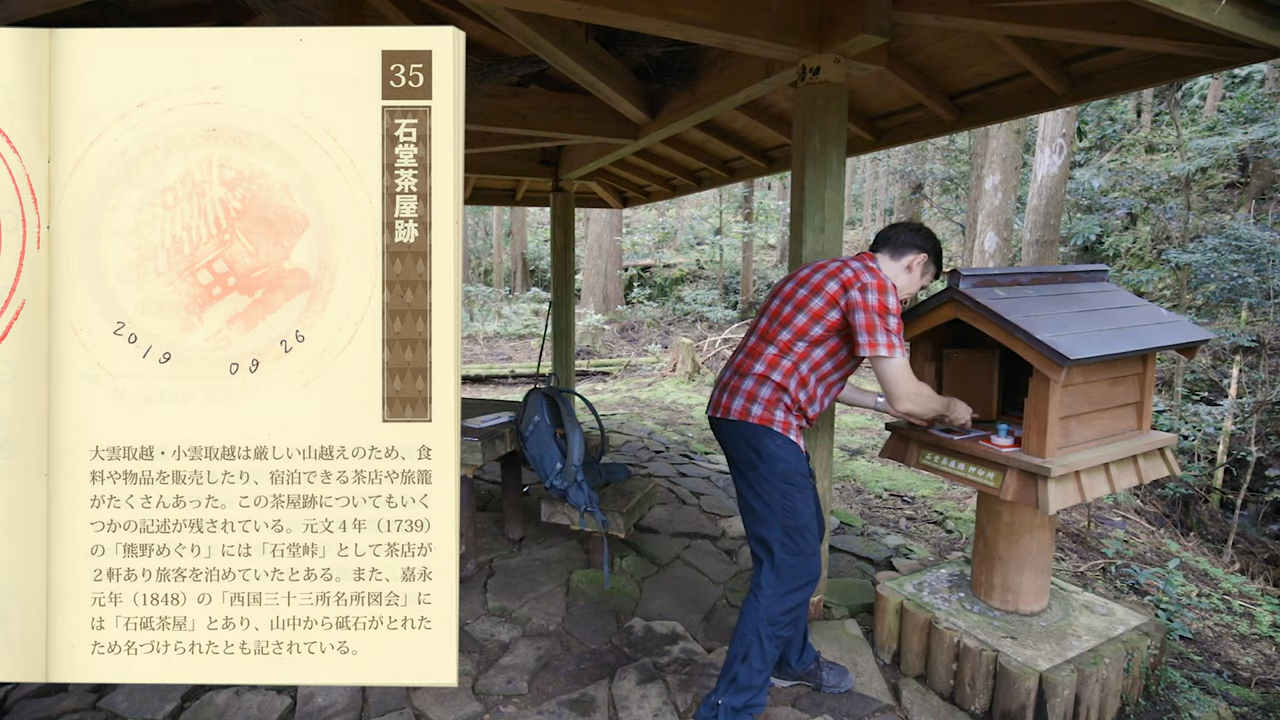 35
石堂茶屋跡
2019 09 26
大雲取越・小雲取越は厳しい山越えのため、食
料や物品を販売したり、宿泊できる茶店や旅籠
がたくさんあった。この茶屋跡についてもいく
つかの記述が残されている。元文４年（1739）
の「熊野めぐり」には「石堂峠」として茶店が
２軒あり旅客を泊めていたとある。また、嘉永
元年（1848）の「西国三十三所名所図会」に
は「石砥茶屋」とあり、山中から砥石がとれた
ため名づけられたとも記されている。
石堂茶屋跡 押印所